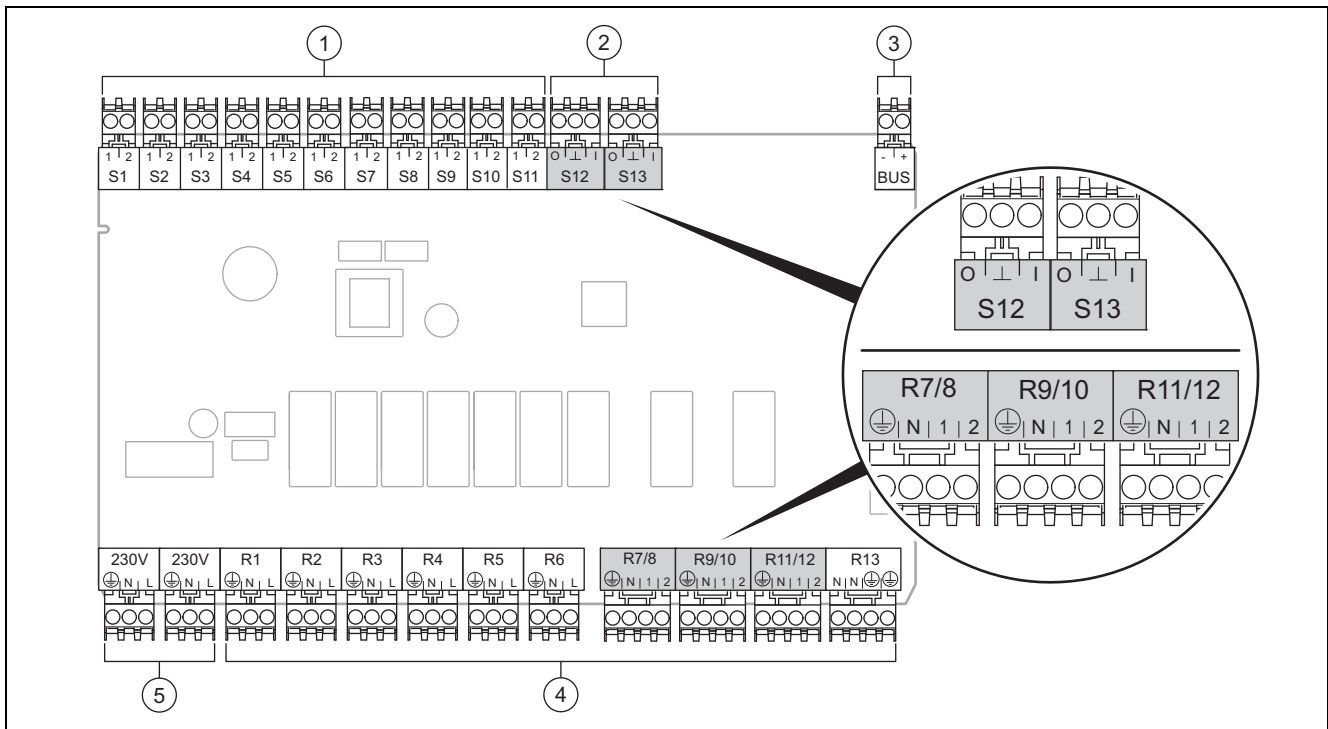 1 2 3
1 2 1 2 1 2 1 2 1 2 1 2 1 2 1 2 1 2 1 2 1 2 O ⊥ I O ⊥ I - +
S1 S2 S3 S4 S5 S6 S7 S8 S9 S10 S11 S12 S13 BUS
O ⊥ I O ⊥ I
S12 S13
R7/8 R9/10 R11/12
N 1 2 N 1 2 N 1 2
230V 230V R1 R2 R3 R4 R5 R6 R7/8 R9/10 R11/12 R13
N L N L N L N L N L N L N L N L N 1 2 N 1 2 N 1 2 N N
5 4